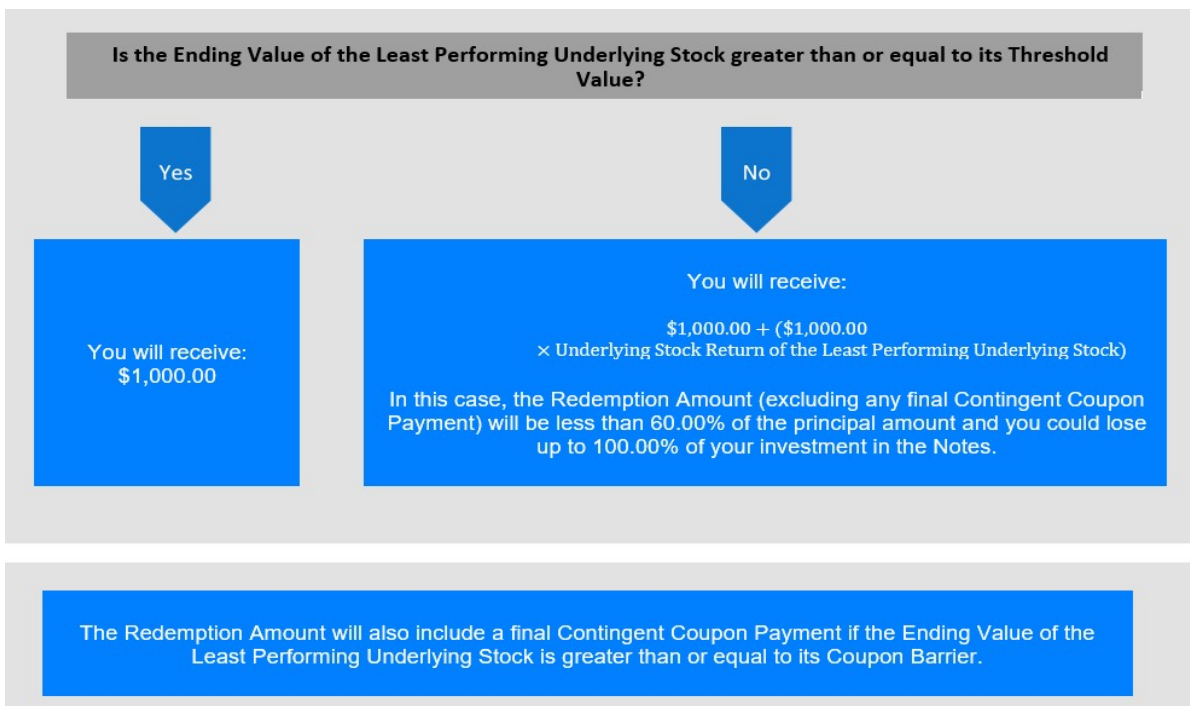 Is the Ending Value of the Least Performing Underlying Stock greater than or equal to its Threshold
Value?
Yes
No
You will receive:
$1,000.00
You will receive:
$1,000.00 + ($1,000.00
× Underlying Stock Return of the Least Performing Underlying Stock)
In this case, the Redemption Amount (excluding any final Contingent Coupon
Payment) will be less than 60.00% of the principal amount and you could lose
up to 100.00% of your investment in the Notes.
The Redemption Amount will also include a final Contingent Coupon Payment if the Ending Value of the
Least Performing Underlying Stock is greater than or equal to its Coupon Barrier.